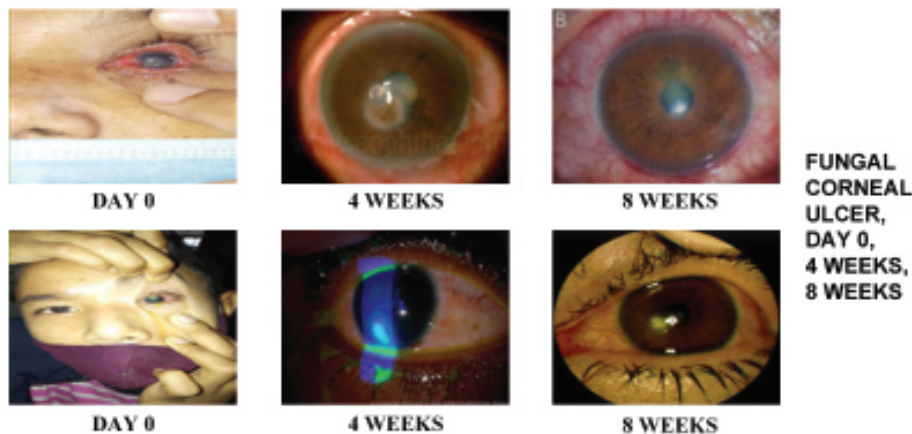 B
DAY 0
4 WEEKS
8 WEEKS
FUNGAL
CORNEAL
ULCER,
DAY 0,
4 WEEKS,
8 WEEKS
DAY 0
4 WEEKS
8 WEEKS